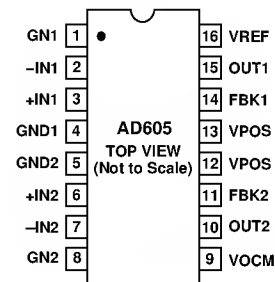 GN1 1 16 VREF
–IN1 2 15 OUT1
+IN1 3 14 FBK1
GND1 4 AD605 13 VPOS
TOP VIEW
GND2 5 (Not to Scale) 12 VPOS
+IN2 6 11 FBK2
–IN2 7 10 OUT2
GN2 8 9 VOCM